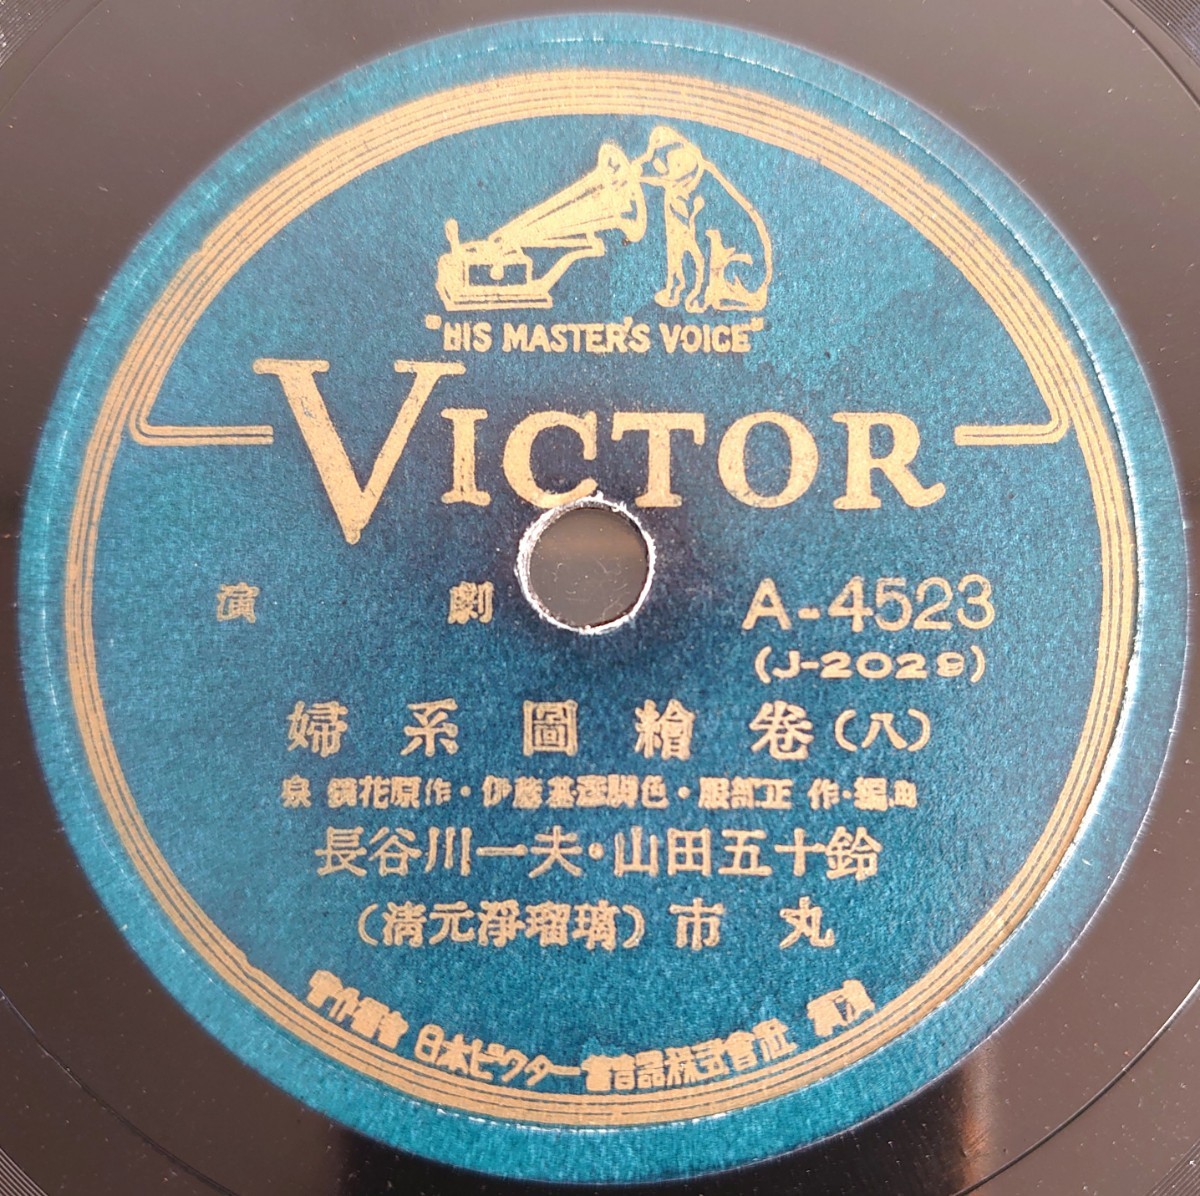 "HIS MASTER'S VOICE"
VICTOR
演 劇
A-4523
(J-2029)
婦系圖繪卷(八)
泉 鏡花原作・伊藤基彦脚色・服部正 作・編曲
長谷川一夫・山田五十鈴
(清元淨瑠璃) 市 丸
日本ビクター蓄音器株式會社